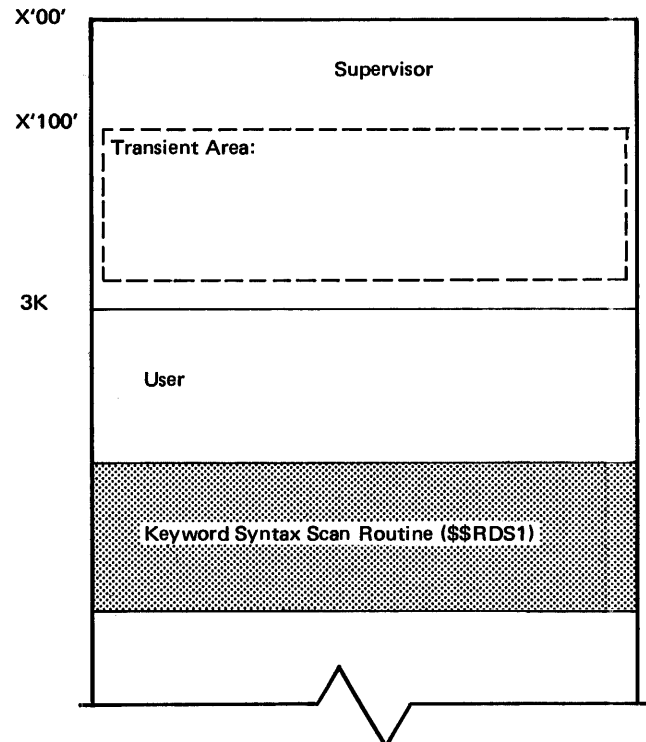 X'00'
Supervisor
X'100'
Transient Area:
3K
User
Keyword Syntax Scan Routine ($$RDS1)